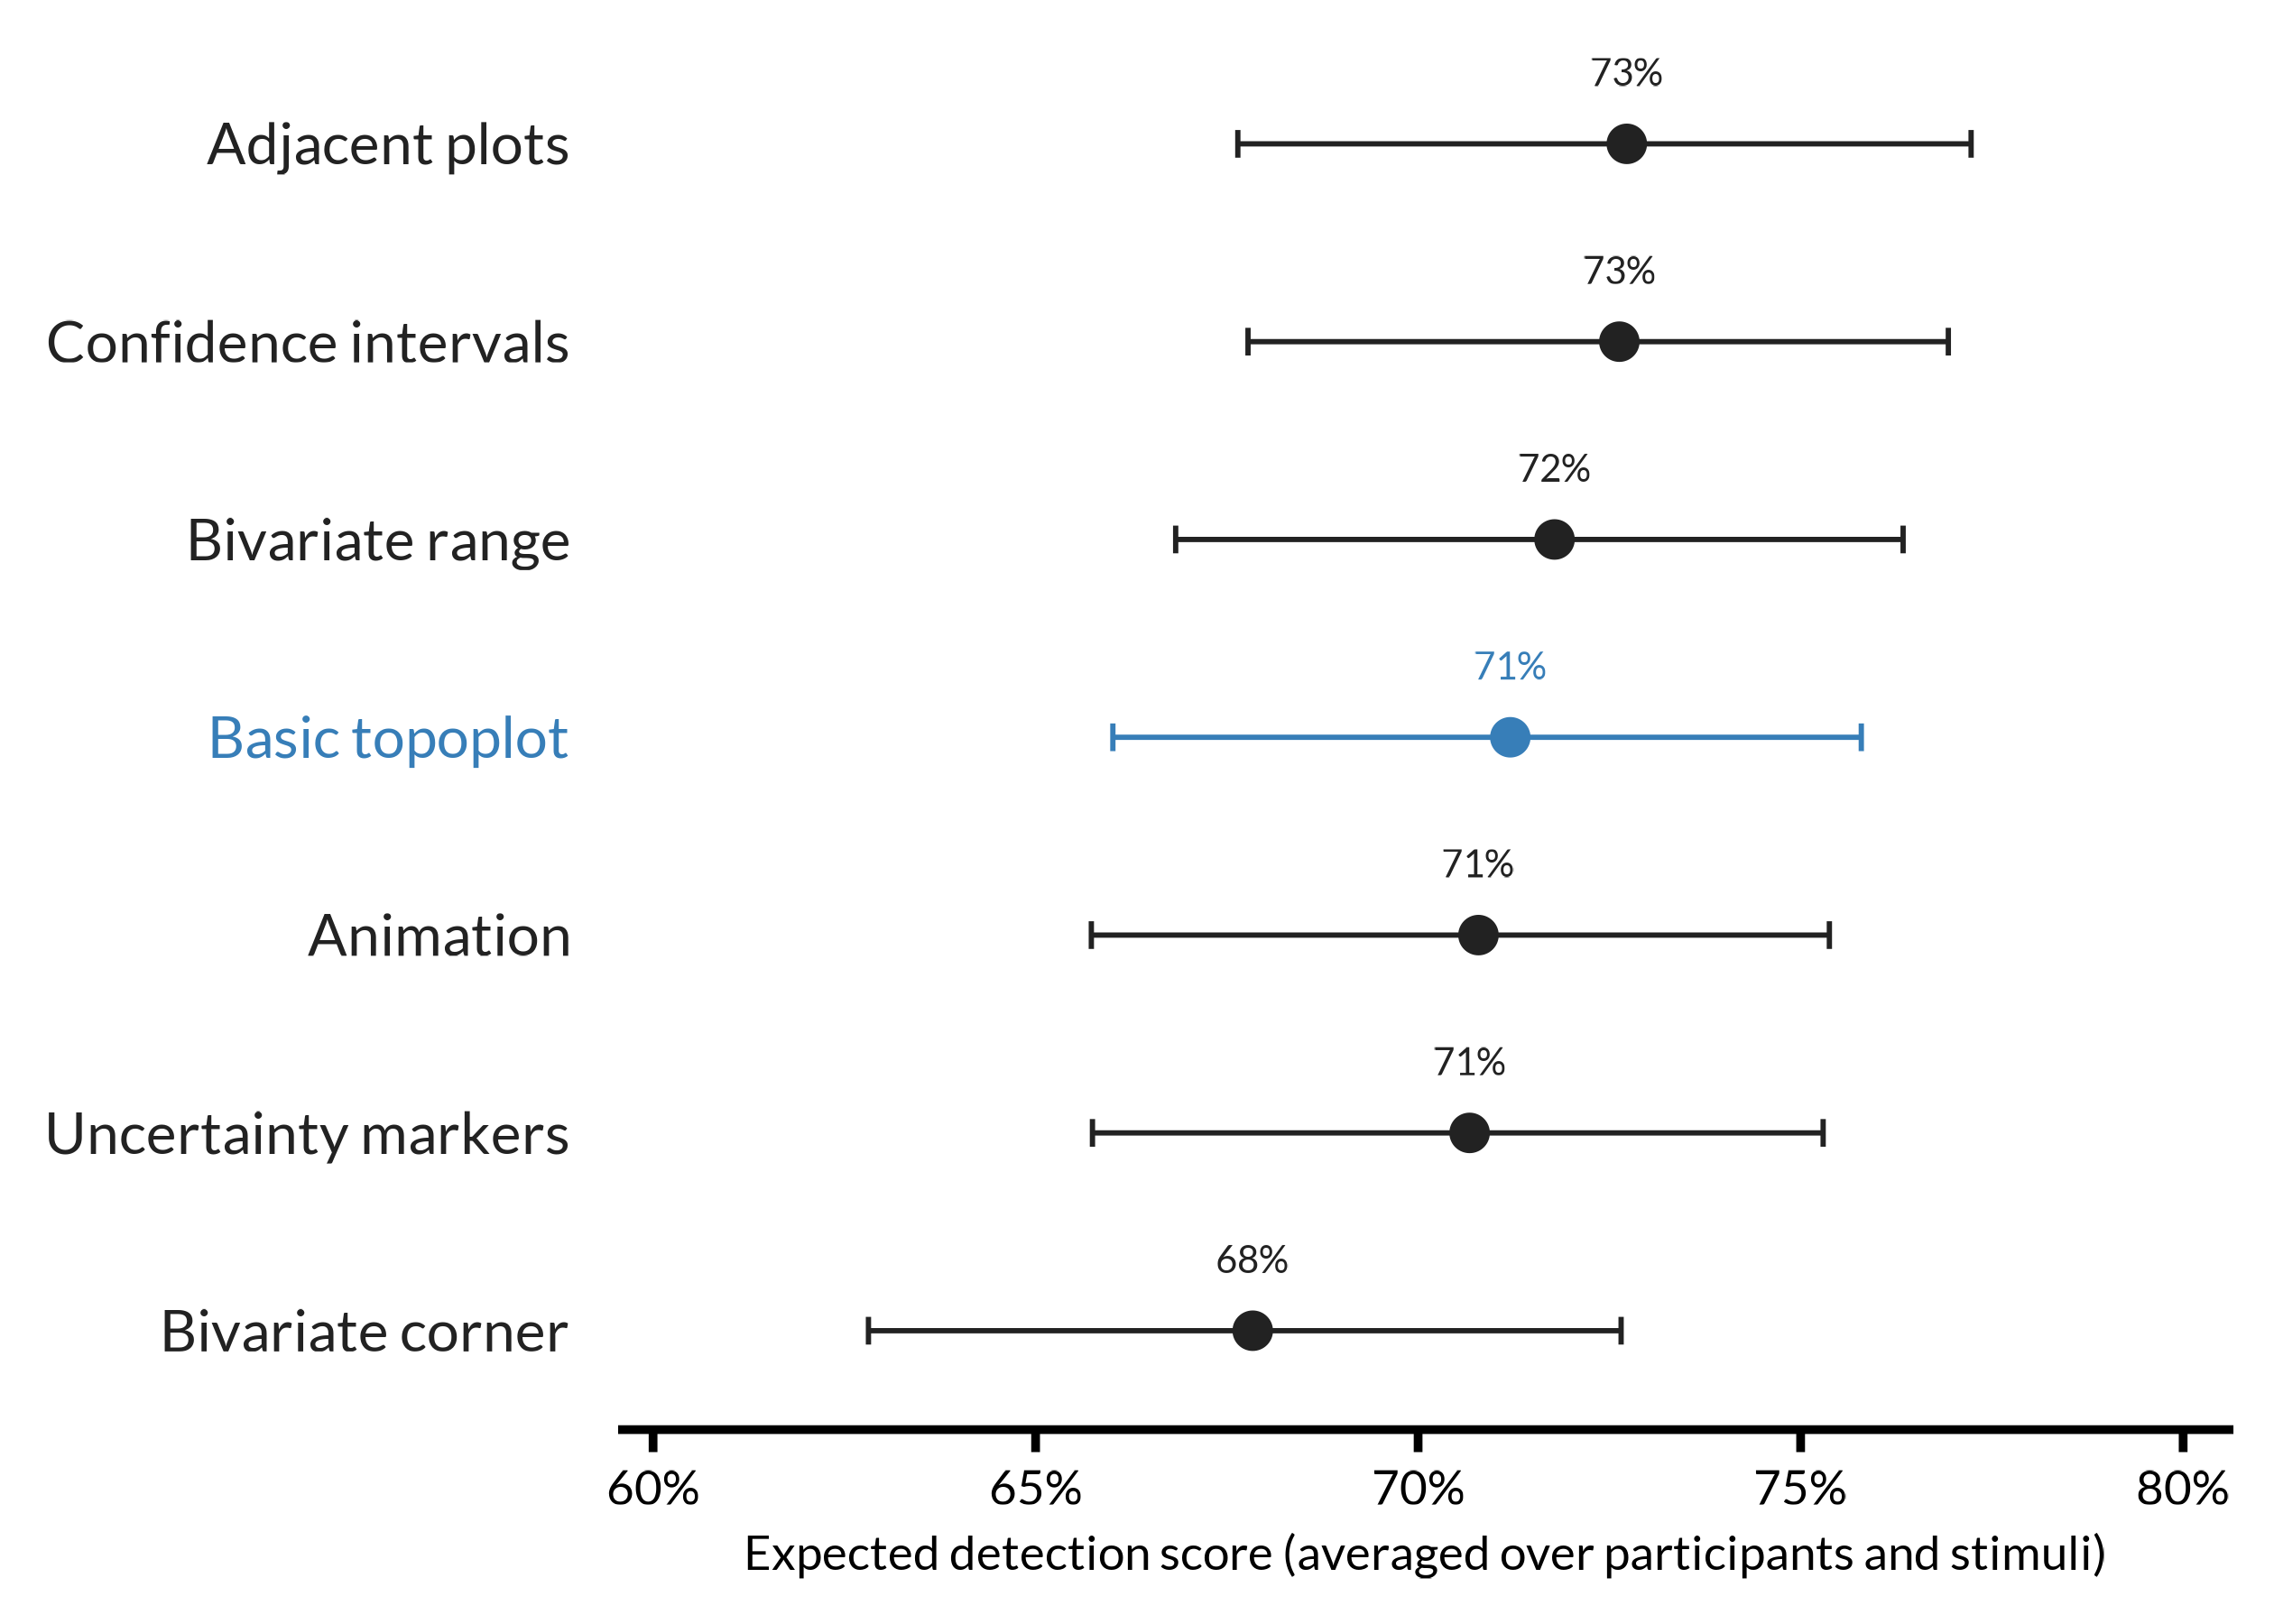 73%
Adjacent plots
73%
Confidence intervals
72%
Bivariate range
71%
Basic topoplot
71%
Animation
71%
Uncertainty markers
68%
Bivariate corner
60% 65% 70% 75% 80%
Expected detection score (averaged over participants and stimuli)